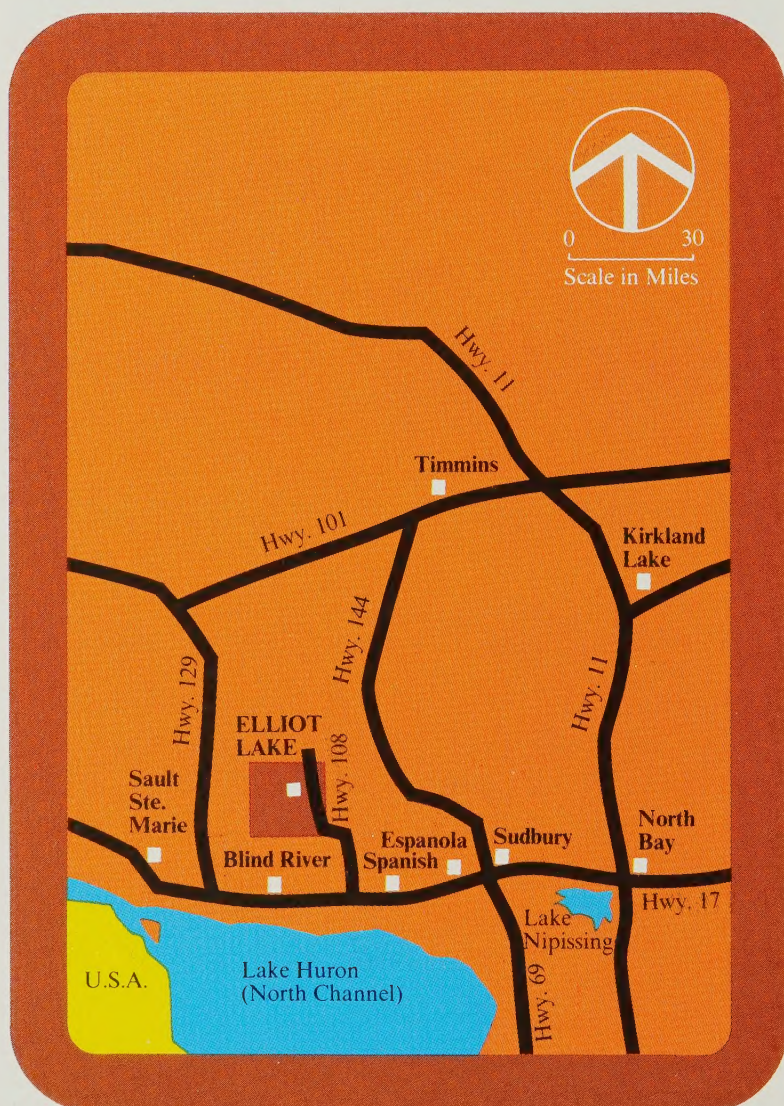 0 30
Scale in Miles
Hwy. 11
Timmins
Hwy. 101
Kirkland
Lake
Hwy. 144
Hwy. 129
Hwy. 11
ELLIOT
LAKE
Hwy. 108
Sault
Ste.
Marie
Blind River
Spanish
Espanola
Sudbury
North
Bay
Hwy. 17
Lake
Nipissing
Hwy. 69
U.S.A.
Lake Huron
(North Channel)